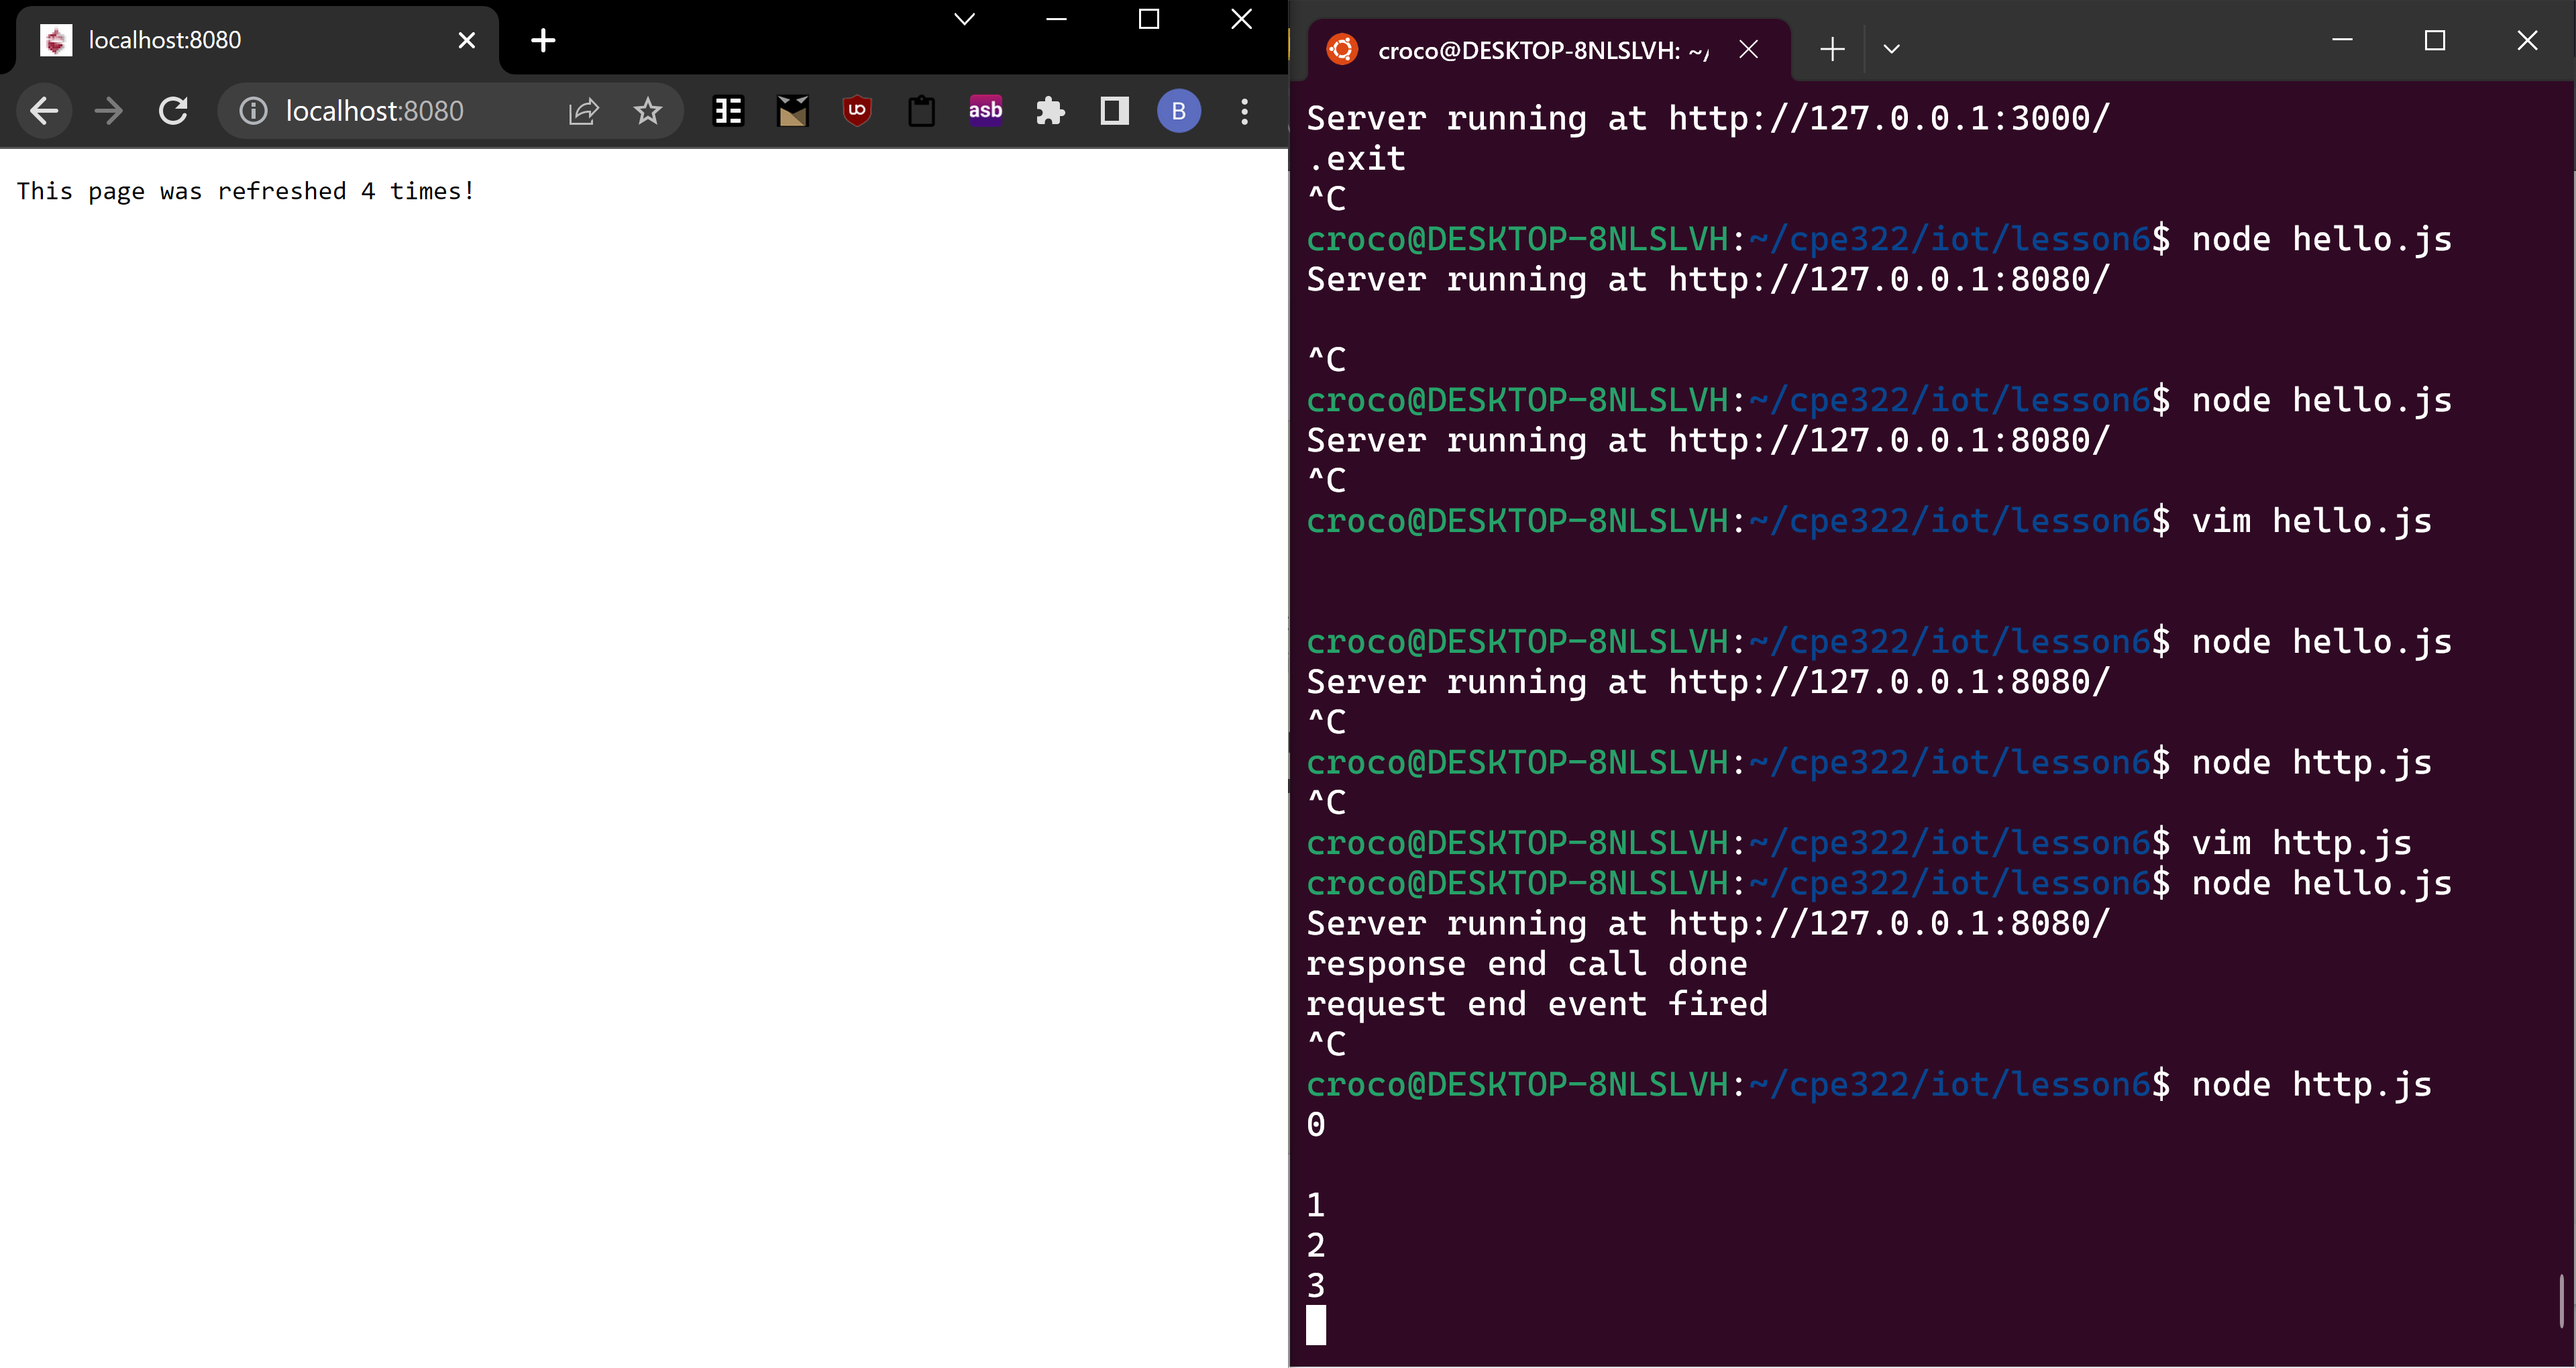 localhost:8080
localhost:8080
uo
asb
B
This page was refreshed 4 times!
croco@DESKTOP-8NLSLVH: ~/
Server running at http://127.0.0.1:3000/
.exit
^C
croco@DESKTOP-8NLSLVH:~/cpe322/iot/lesson6$ node hello.js
Server running at http://127.0.0.1:8080/
^C
croco@DESKTOP-8NLSLVH:~/cpe322/iot/lesson6$ node hello.js
Server running at http://127.0.0.1:8080/
^C
croco@DESKTOP-8NLSLVH:~/cpe322/iot/lesson6$ vim hello.js
croco@DESKTOP-8NLSLVH:~/cpe322/iot/lesson6$ node hello.js
Server running at http://127.0.0.1:8080/
^C
croco@DESKTOP-8NLSLVH:~/cpe322/iot/lesson6$ node http.js
^C
croco@DESKTOP-8NLSLVH:~/cpe322/iot/lesson6$ vim http.js
croco@DESKTOP-8NLSLVH:~/cpe322/iot/lesson6$ node hello.js
Server running at http://127.0.0.1:8080/
response end call done
request end event fired
^C
croco@DESKTOP-8NLSLVH:~/cpe322/iot/lesson6$ node http.js
0
1
2
3